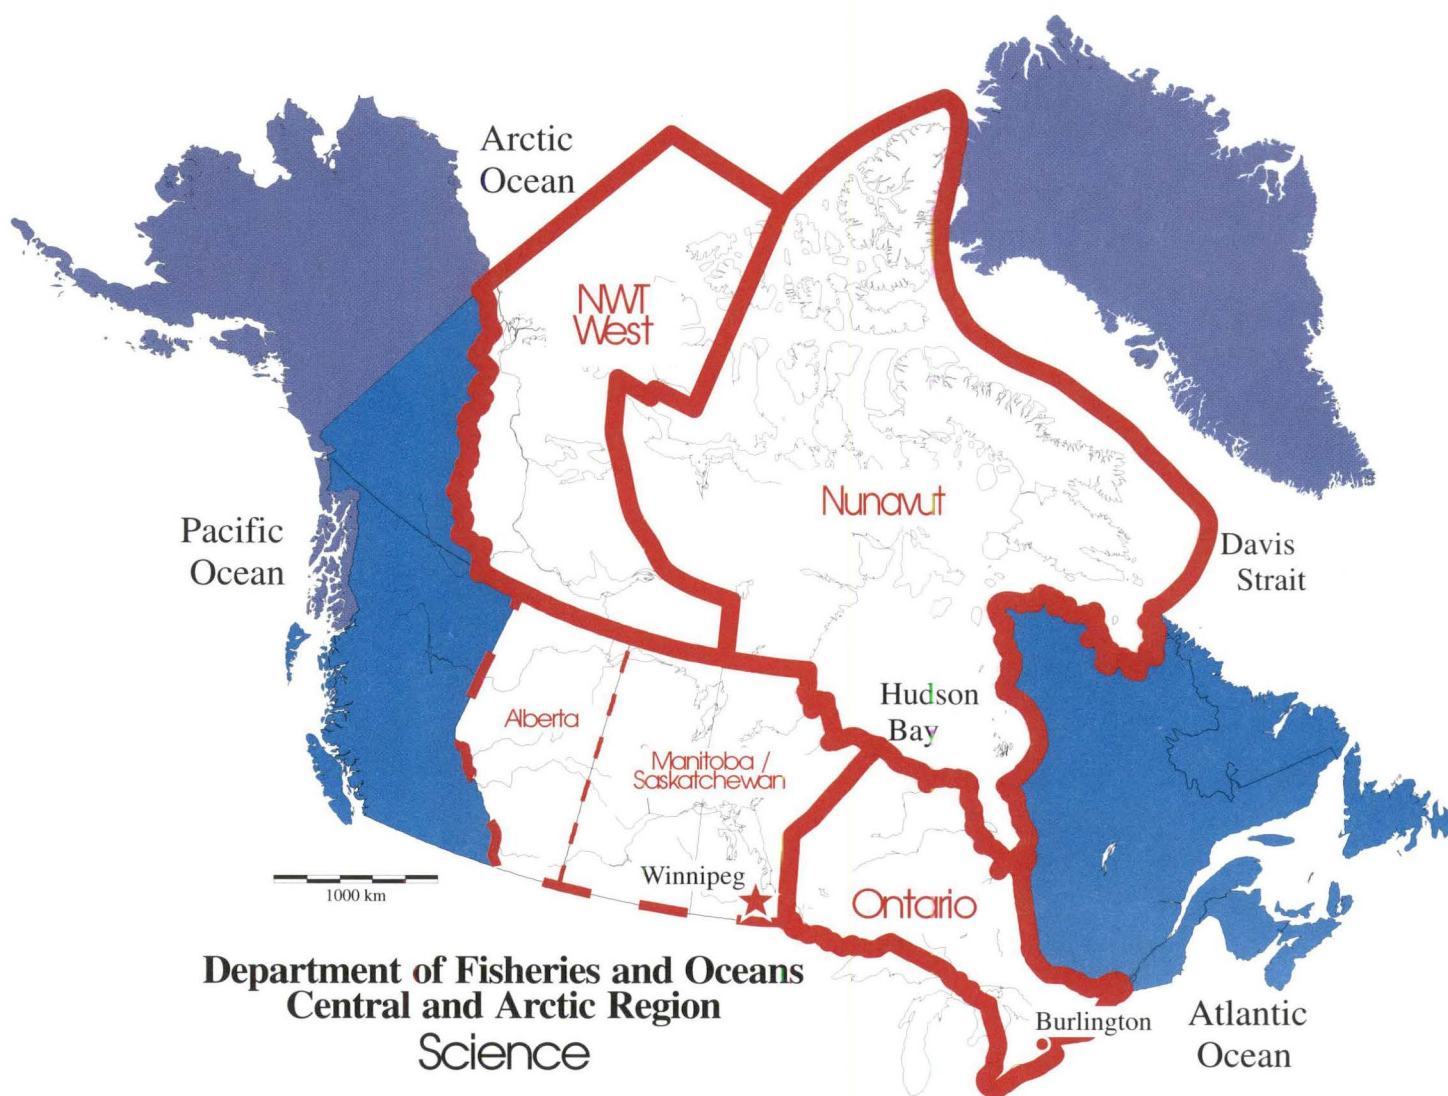 Arctic
Ocean
NWT
West
Nunavut
Pacific
Ocean
Davis
Strait
Hudson
Bay
Alberta
Manitoba /
Saskatchewan
Winnipeg
1000 km
Ontario
Department of Fisheries and Oceans
Central and Arctic Region
Science
Burlington
Atlantic
Ocean